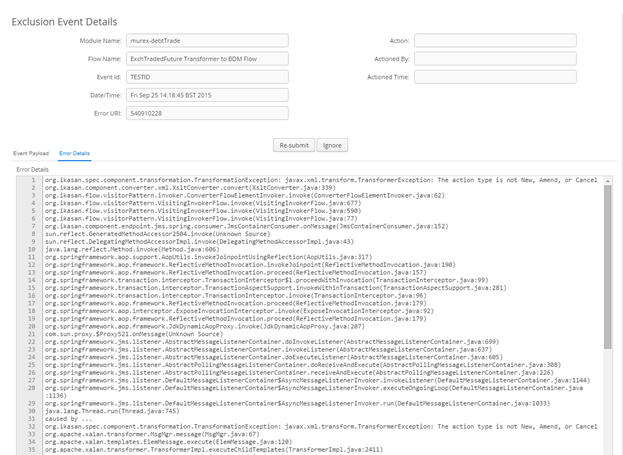 Exclusion Event Details
Module Name: murex-debtTrade Action:
Flow Name: ExchTradedFuture Transformer to BDM Flow Actioned By:
Event Id: TESTID Actioned Time:
Date/Time: Fri Sep 25 14:18:45 BST 2015
Error URI: 540910228
Re-submit Ignore
Event Payload Error Details
Error Details
1 org.ikasan.spec.component.transformation.TransformationException: javax.xml.transform.TransformerException: The action type is not New, Amend, or Cancel
2 org.ikasan.component.converter.xml.XsltConverter.convert(XsltConverter.java:339)
3 org.ikasan.flow.visitorPattern.invoker.ConverterFlowElementInvoker.invoke(ConverterFlowElementInvoker.java:62)
4 org.ikasan.flow.visitorPattern.VisitingInvokerFlow.invoke(VisitingInvokerFlow.java:677)
5 org.ikasan.flow.visitorPattern.VisitingInvokerFlow.invoke(VisitingInvokerFlow.java:590)
6 org.ikasan.flow.visitorPattern.VisitingInvokerFlow.invoke(VisitingInvokerFlow.java:77)
7 org.ikasan.component.endpoint.jms.spring.consumer.JmsContainerConsumer.onMessage(JmsContainerConsumer.java:152)
8 sun.reflect.GeneratedMethodAccessor2504.invoke(Unknown Source)
9 sun.reflect.DelegatingMethodAccessorImpl.invoke(DelegatingMethodAccessorImpl.java:43)
10 java.lang.reflect.Method.invoke(Method.java:606)
11 org.springframework.aop.support.AopUtils.invokeJoinpointUsingReflection(AopUtils.java:317)
12 org.springframework.aop.framework.ReflectiveMethodInvocation.invokeJoinpoint(ReflectiveMethodInvocation.java:190)
13 org.springframework.aop.framework.ReflectiveMethodInvocation.proceed(ReflectiveMethodInvocation.java:157)
14 org.springframework.transaction.interceptor.TransactionInterceptor$1.proceedWithInvocation(TransactionInterceptor.java:99)
15 org.springframework.transaction.interceptor.TransactionAspectSupport.invokeWithinTransaction(TransactionAspectSupport.java:281)
16 org.springframework.transaction.interceptor.TransactionInterceptor.invoke(TransactionInterceptor.java:96)
17 org.springframework.aop.framework.ReflectiveMethodInvocation.proceed(ReflectiveMethodInvocation.java:179)
18 org.springframework.aop.interceptor.ExposeInvocationInterceptor.invoke(ExposeInvocationInterceptor.java:92)
19 org.springframework.aop.framework.ReflectiveMethodInvocation.proceed(ReflectiveMethodInvocation.java:179)
20 org.springframework.aop.framework.JdkDynamicAopProxy.invoke(JdkDynamicAopProxy.java:207)
21 com.sun.proxy.$Proxy521.onMessage(Unknown Source)
22 org.springframework.jms.listener.AbstractMessageListenerContainer.doInvokeListener(AbstractMessageListenerContainer.java:699)
23 org.springframework.jms.listener.AbstractMessageListenerContainer.invokeListener(AbstractMessageListenerContainer.java:637)
24 org.springframework.jms.listener.AbstractMessageListenerContainer.doExecuteListener(AbstractMessageListenerContainer.java:605)
25 org.springframework.jms.listener.AbstractPollingMessageListenerContainer.doReceiveAndExecute(AbstractPollingMessageListenerContainer.java:308)
26 org.springframework.jms.listener.AbstractPollingMessageListenerContainer.receiveAndExecute(AbstractPollingMessageListenerContainer.java:226)
27 org.springframework.jms.listener.DefaultMessageListenerContainer$AsyncMessageListenerInvoker.invokeListener(DefaultMessageListenerContainer.java:1144)
28 org.springframework.jms.listener.DefaultMessageListenerContainer$AsyncMessageListenerInvoker.executeOngoingLoop(DefaultMessageListenerContainer.java
:1136)
29 org.springframework.jms.listener.DefaultMessageListenerContainer$AsyncMessageListenerInvoker.run(DefaultMessageListenerContainer.java:1033)
30 java.lang.Thread.run(Thread.java:745)
31 caused by ...
32 org.ikasan.spec.component.transformation.TransformationException: javax.xml.transform.TransformerException: The action type is not New, Amend, or Cancel
33 org.apache.xalan.transformer.MsgMgr.message(MsgMgr.java:67)
34 org.apache.xalan.templates.ElemMessage.execute(ElemMessage.java:120)
35 org.apache.xalan.transformer.TransformerImpl.executeChildTemplates(TransformerImpl.java:2411)